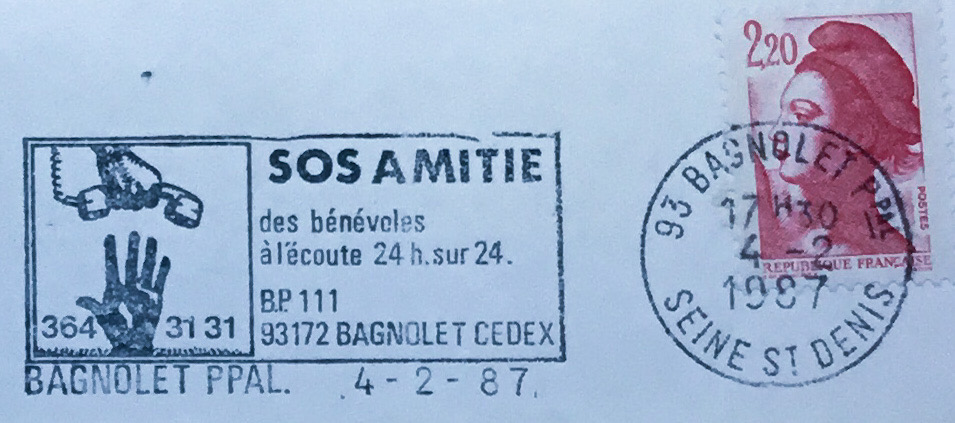 SOS AMITIE
des bénévoles
à l'écoute 24 h. sur 24.
B.P. 111
93172 BAGNOLET CEDEX
364 31 31
BAGNOLET PPAL. 4-2-87.
2,20
POSTES
REPUBLIQUE FRANÇAISE
93 BAGNOLET PPAL
17 H30
4-2
1987
SEINE ST DENIS